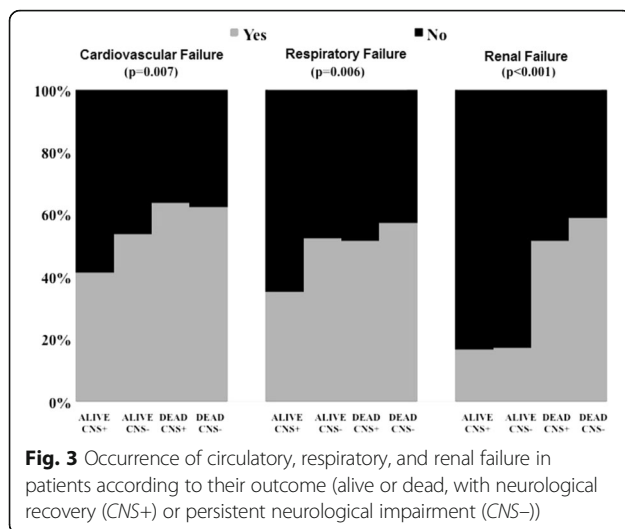 Yes No
Cardiovascular Failure Respiratory Failure Renal Failure
(p=0.007) (p=0.006) (p<0.001)
100%
80%
60%
40%
20%
0%
ALIVE ALIVE DEAD DEAD ALIVE ALIVE DEAD DEAD ALIVE ALIVE DEAD DEAD
CNS+ CNS- CNS+ CNS- CNS+ CNS- CNS+ CNS- CNS+ CNS- CNS+ CNS-
Fig. 3 Occurrence of circulatory, respiratory, and renal failure in
patients according to their outcome (alive or dead, with neurological
recovery (CNS+) or persistent neurological impairment (CNS−))